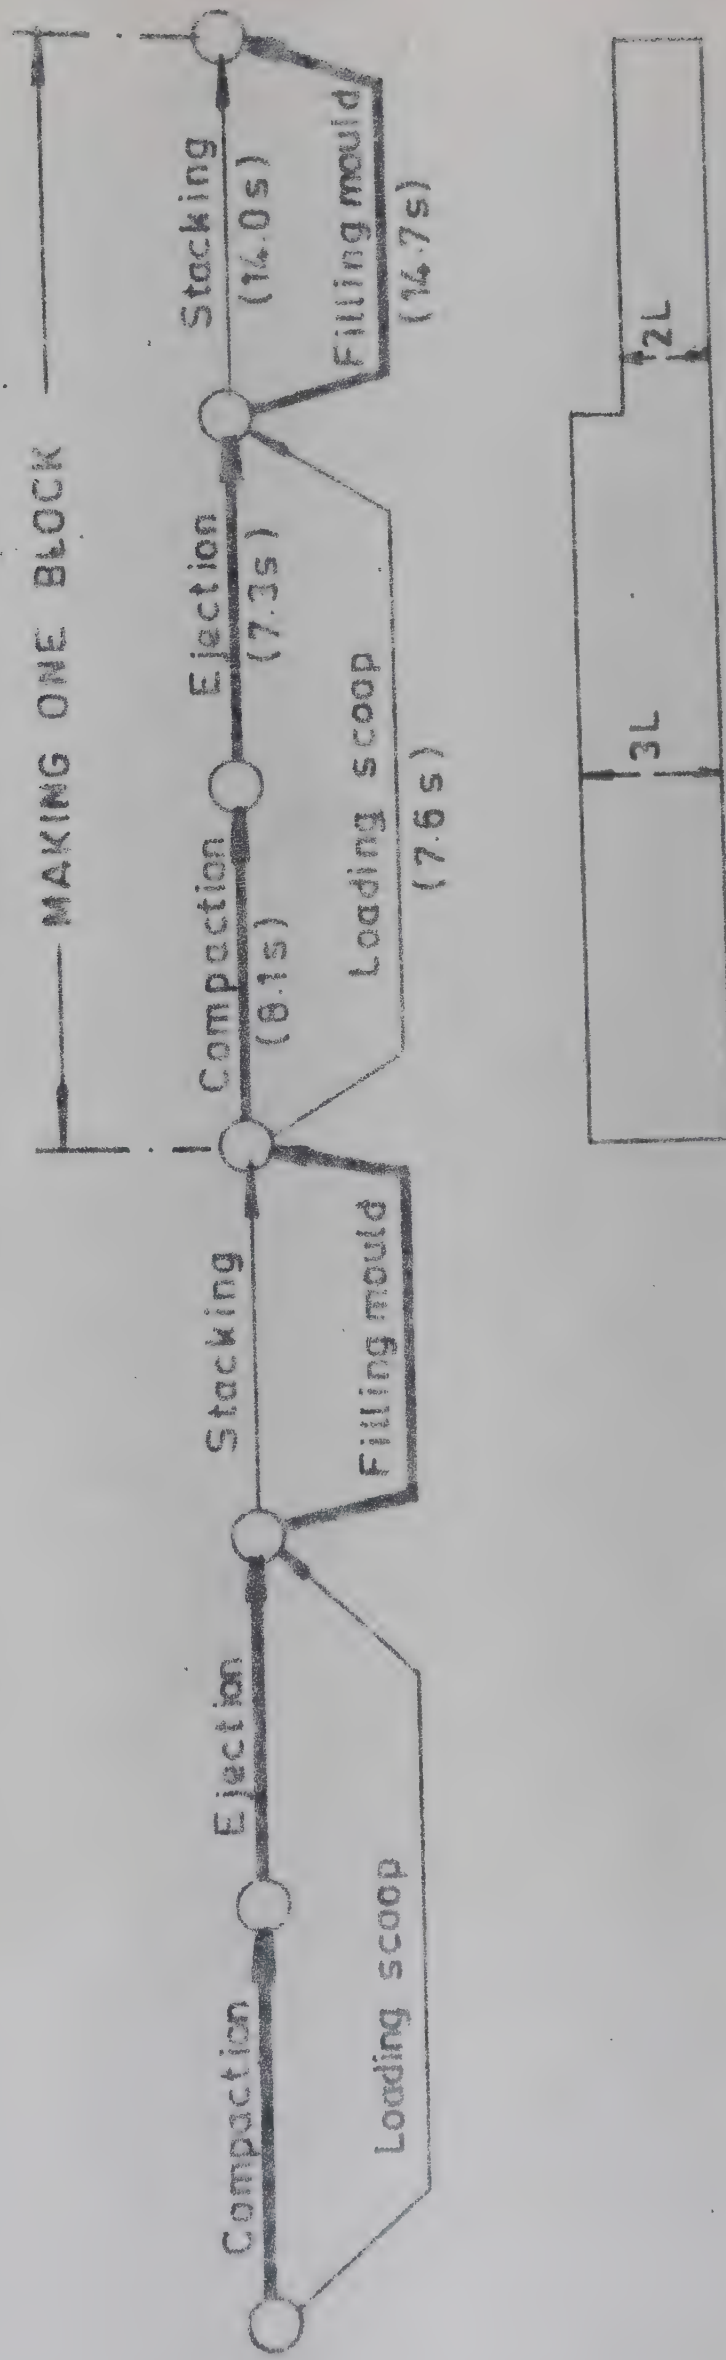 MAKING ONE BLOCK
Compaction
Ejection
Stacking
Compaction
(8.1s)
Ejection
(7.3s)
Stacking
(14.0s)
Loading scoop
Filling mould
Loading scoop
(7.6s)
Filling mould
(14.7s)
3L
2L